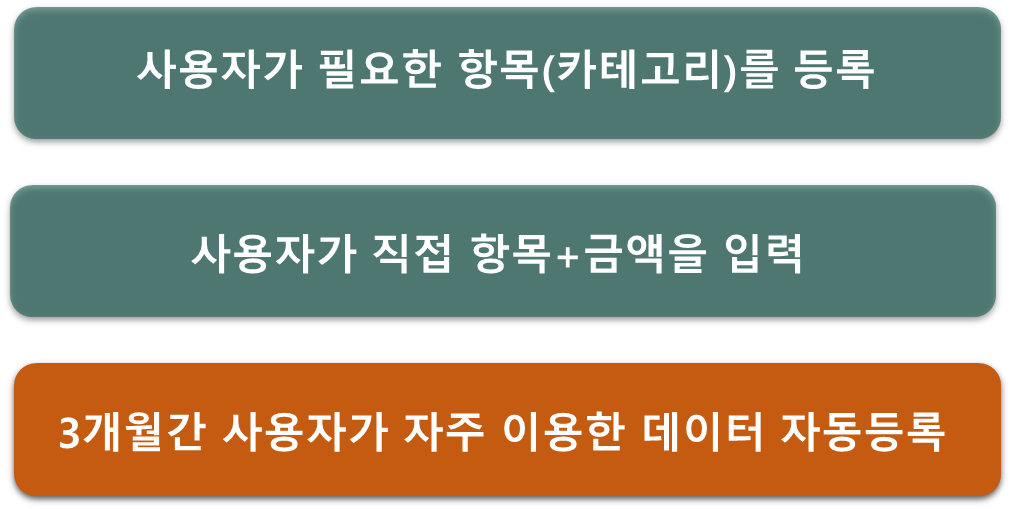 사용자가 필요한 항목(카테고리)를 등록
사용자가 직접 항목+금액을 입력
3개월간 사용자가 자주 이용한 데이터 자동등록